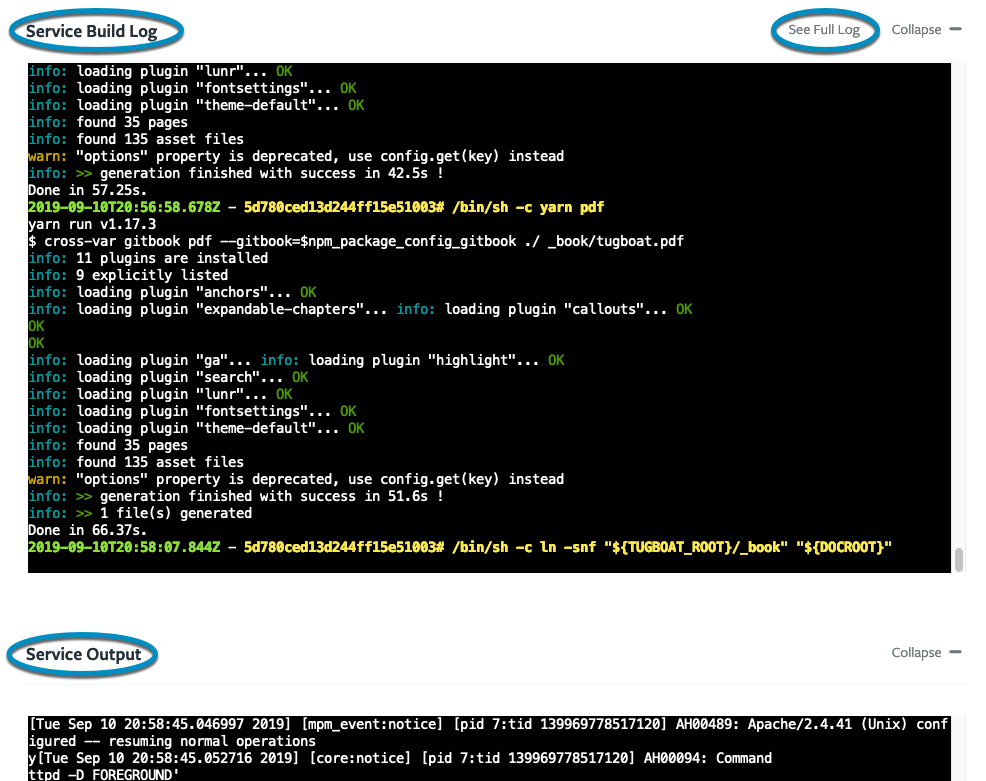 Service Build Log
See Full Log
Collapse
info: loading plugin "lunr"... OK
info: loading plugin "fontsettings"... OK
info: loading plugin "theme-default"... OK
info: found 35 pages
info: found 135 asset files
warn: "options" property is deprecated, use config.get(key) instead
info: >> generation finished with success in 42.5s !
Done in 57.25s.
2019-09-10T20:56:58.678Z - 5d780ced13d244ff15e51003# /bin/sh -c yarn pdf
yarn run v1.17.3
$ cross-var gitbook pdf --gitbook=$npm_package_config_gitbook ./ _book/tugboat.pdf
info: 11 plugins are installed
info: 9 explicitly listed
info: loading plugin "anchors"... OK
info: loading plugin "expandable-chapters"... info: loading plugin "callouts"... OK
OK
OK
info: loading plugin "ga"... info: loading plugin "highlight"... OK
info: loading plugin "search"... OK
info: loading plugin "lunr"... OK
info: loading plugin "fontsettings"... OK
info: loading plugin "theme-default"... OK
info: found 35 pages
info: found 135 asset files
warn: "options" property is deprecated, use config.get(key) instead
info: >> generation finished with success in 51.6s !
info: >> 1 file(s) generated
Done in 66.37s.
2019-09-10T20:58:07.844Z - 5d780ced13d244ff15e51003# /bin/sh -c ln -snf "${TUGBOAT_ROOT}/_book" "${DOCROOT}"
Service Output
Collapse
[Tue Sep 10 20:58:45.046997 2019] [mpm_event:notice] [pid 7:tid 139969778517120] AH00489: Apache/2.4.41 (Unix) conf
igured -- resuming normal operations
y[Tue Sep 10 20:58:45.052716 2019] [core:notice] [pid 7:tid 139969778517120] AH00094: Command
ttpd -D FOREGROUND'